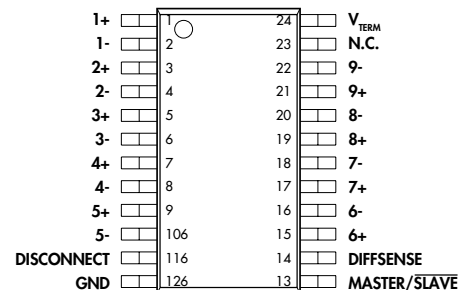 1+ 1 24 V_TERM
1- 2 23 N.C.
2+ 3 22 9-
2- 4 21 9+
3+ 5 20 8-
3- 6 19 8+
4+ 7 18 7-
4- 8 17 7+
5+ 9 16 6-
5- 106 15 6+
DISCONNECT 116 14 DIFFSENSE
GND 126 13 MASTER/SLAVE